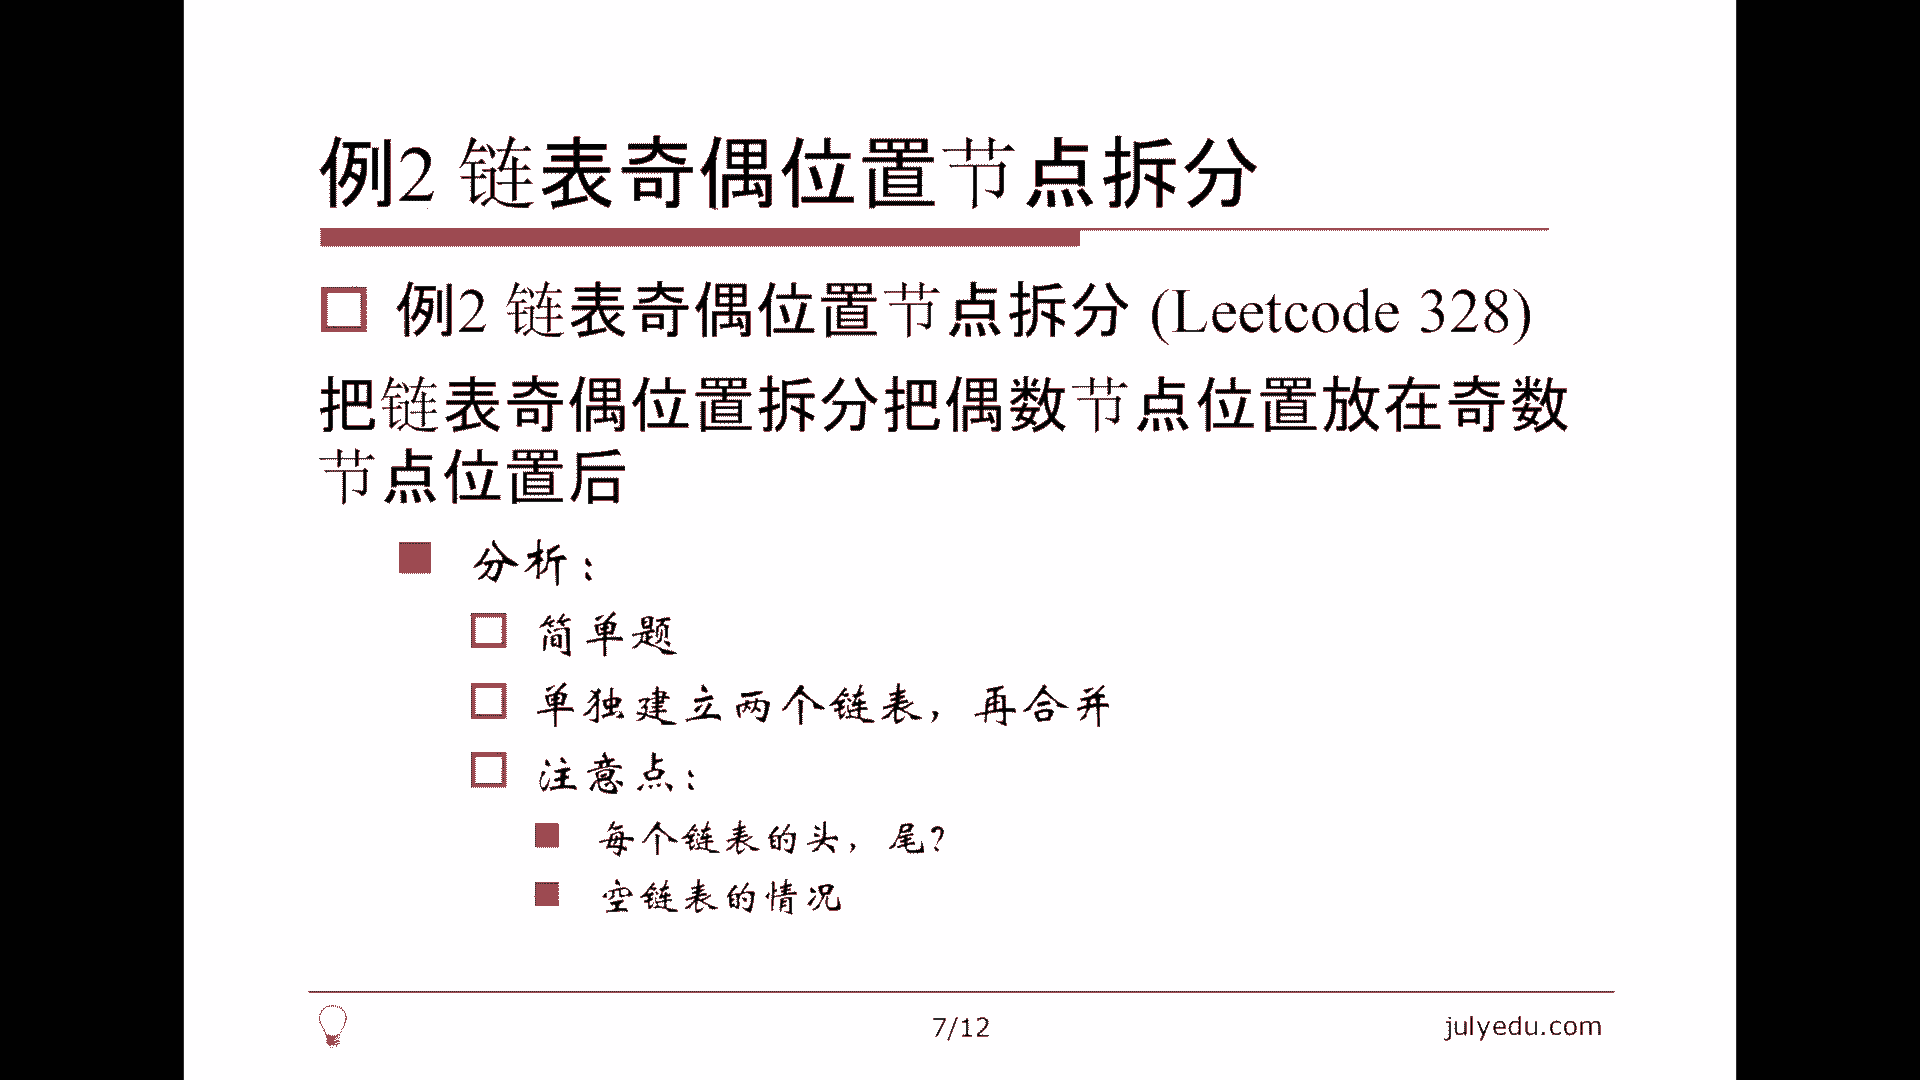 例2 链表奇偶位置节点拆分
例2 链表奇偶位置节点拆分 (Leetcode 328)
把链表奇偶位置拆分把偶数节点位置放在奇数
节点位置后
分析：
简单题
单独建立两个链表，再合并
注意点：
每个链表的头，尾?
空链表的情况
7/12
julyedu.com